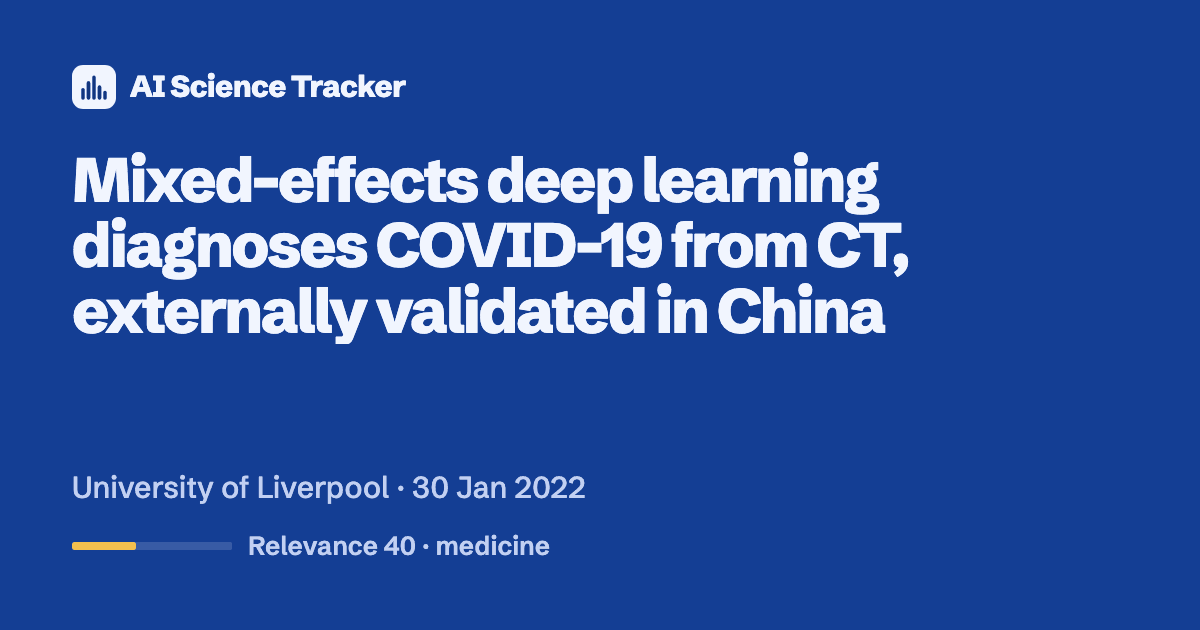 AI Science Tracker
Mixed-effects deep learning
diagnoses COVID-19 from CT,
externally validated in China
University of Liverpool · 30 Jan 2022
Relevance 40 · medicine